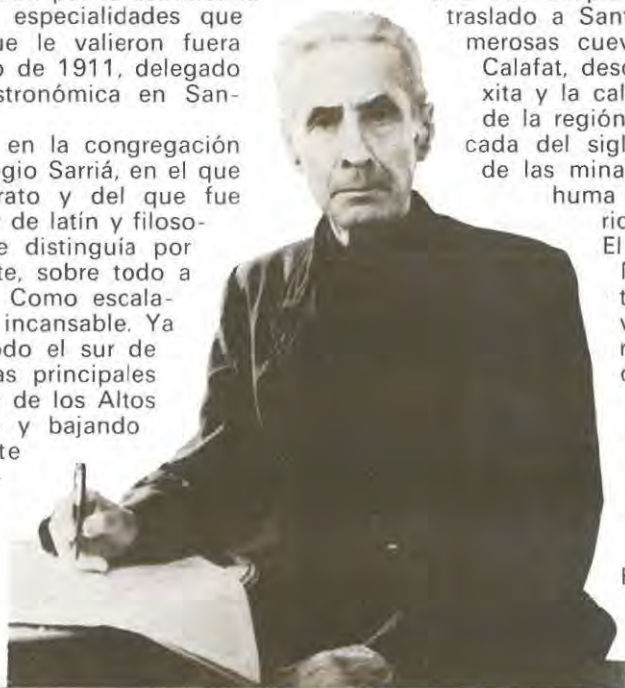 especialidades que
ue le valieron fuera
o de 1911, delegado
stronómica en San-
en la congregación
gio Sarriá, en el que
rato y del que fue
r de latín y filoso-
e distinguía por
te, sobre todo a
Como escala-
incansable. Ya
odo el sur de
as principales
de los Altos
y bajando
te
traslado a Sant
merosas cuev
Calafat, desc
xita y la cal
de la región
cada del sigl
de las mina
huma
ric
El